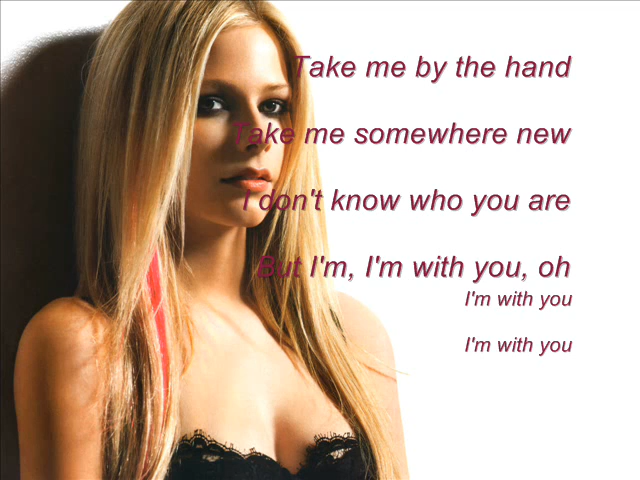 Take me by the hand
Take me somewhere new
I don't know who you are
But I'm, I'm with you, oh
I'm with you
I'm with you